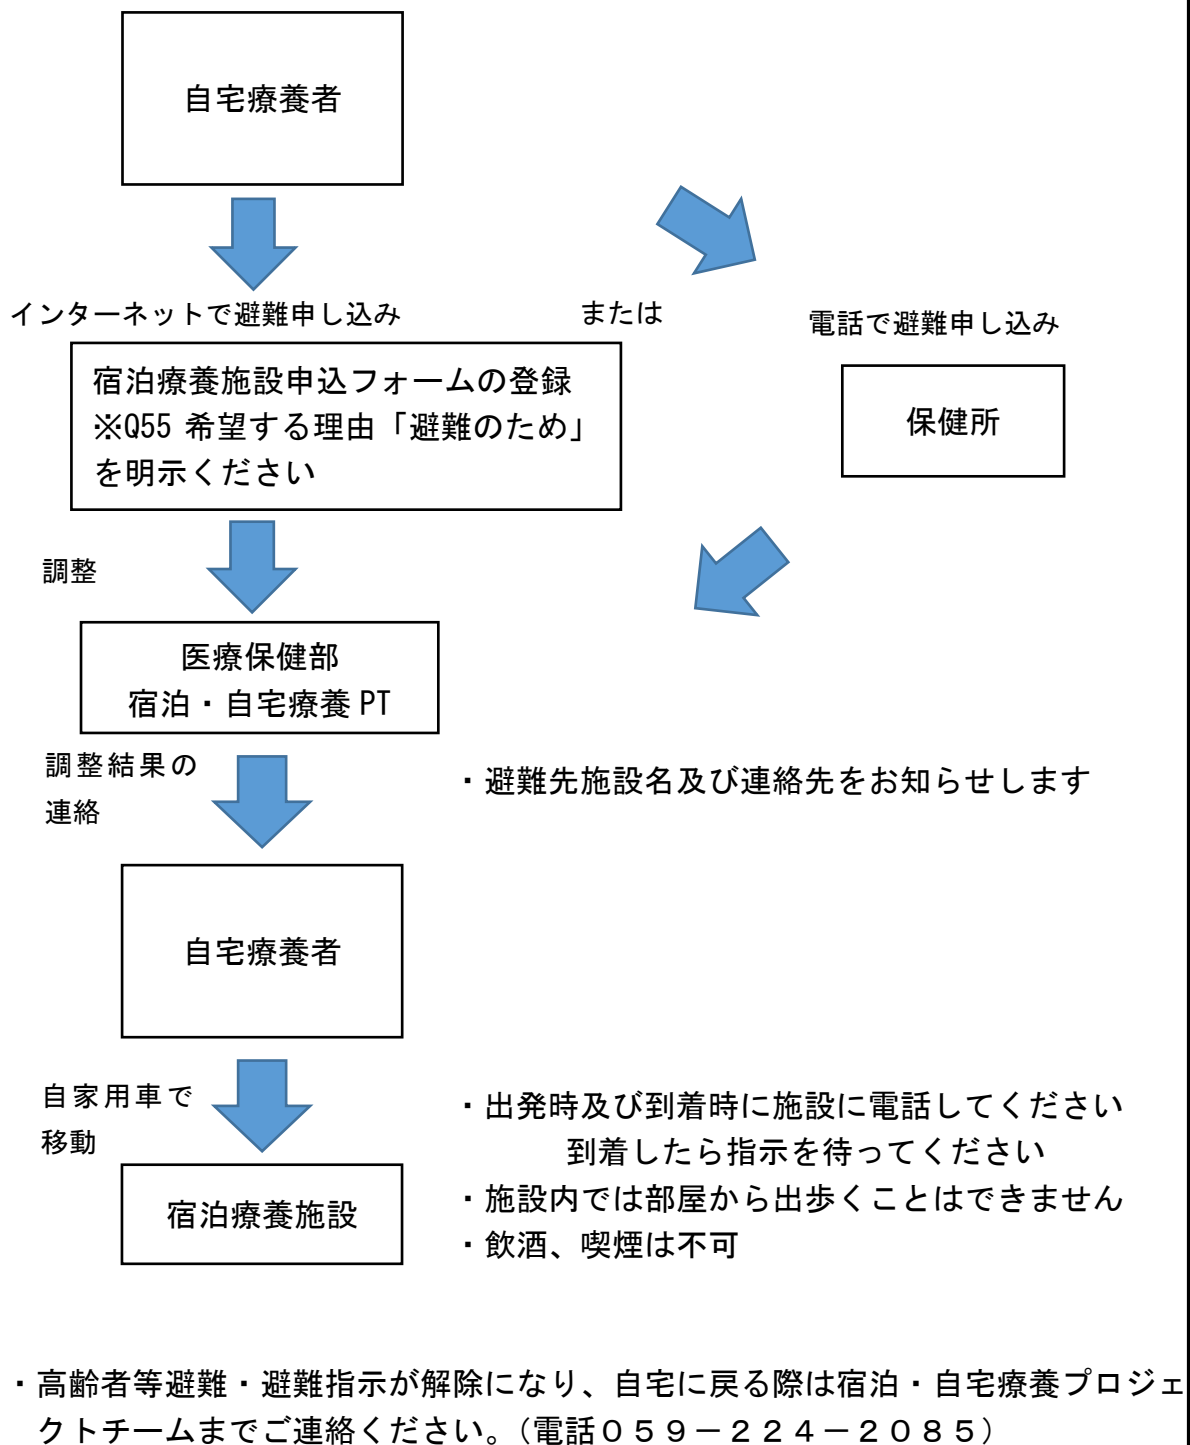 自宅療養者
インターネットで避難申し込み
または
電話で避難申し込み
宿泊療養施設申込フォームの登録
※Q55 希望する理由「避難のため」
を明示ください
保健所
調整
医療保健部
宿泊・自宅療養 PT
調整結果の
連絡
・避難先施設名及び連絡先をお知らせします
自宅療養者
自家用車で
移動
・出発時及び到着時に施設に電話してください
到着したら指示を待ってください
・施設内では部屋から出歩くことはできません
・飲酒、喫煙は不可
宿泊療養施設
・高齢者等避難・避難指示が解除になり、自宅に戻る際は宿泊・自宅療養プロジェ
クトチームまでご連絡ください。（電話０５９－２２４－２０８５）